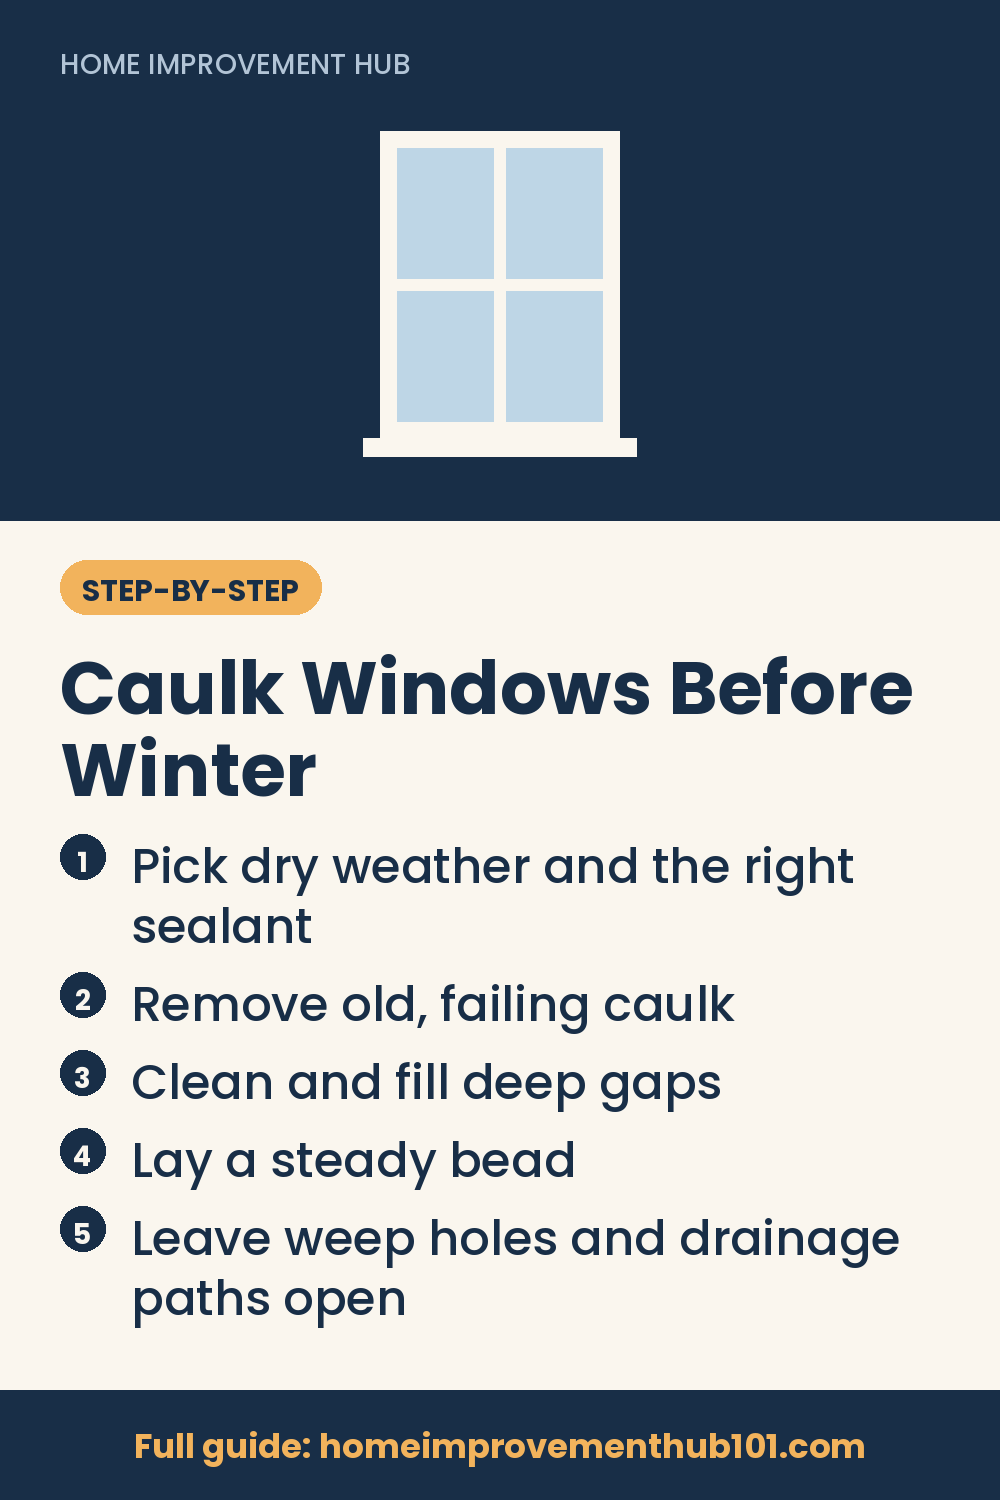 HOME IMPROVEMENT HUB
STEP-BY-STEP
Caulk Windows Before
Winter
1 Pick dry weather and the right
sealant
2 Remove old, failing caulk
3 Clean and fill deep gaps
4 Lay a steady bead
5 Leave weep holes and drainage
paths open
Full guide: homeimprovementhub101.com